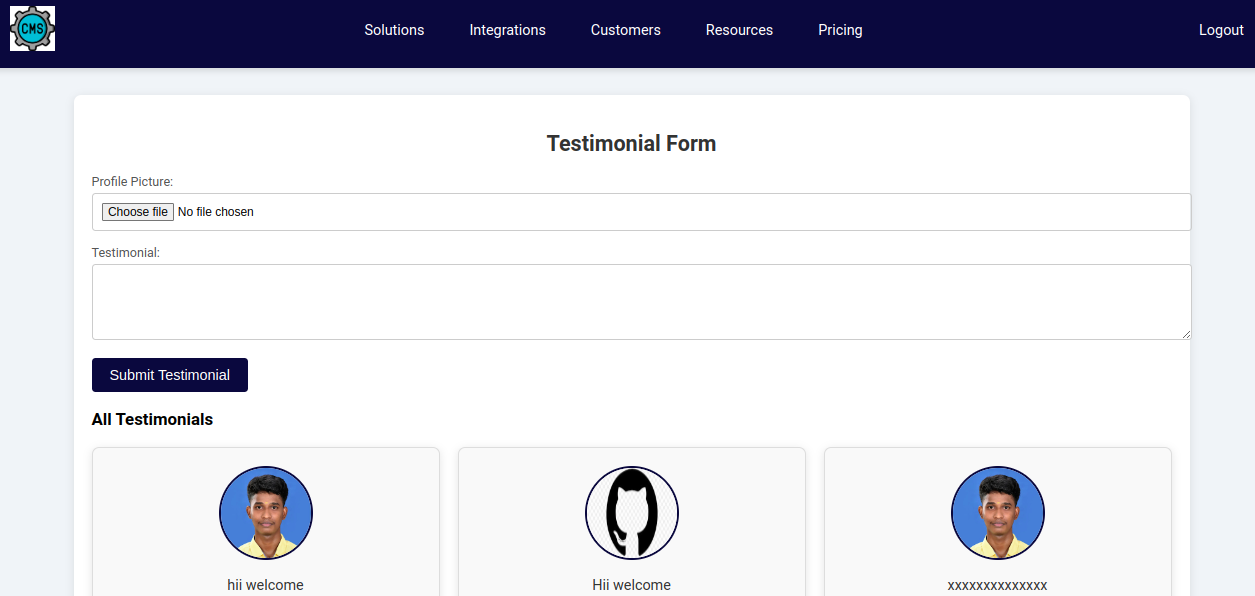 CMS
Solutions Integrations Customers Resources Pricing Logout
Testimonial Form
Profile Picture:
Choose file No file chosen
Testimonial:
Submit Testimonial
All Testimonials
hii welcome Hii welcome xxxxxxxxxxxxxx